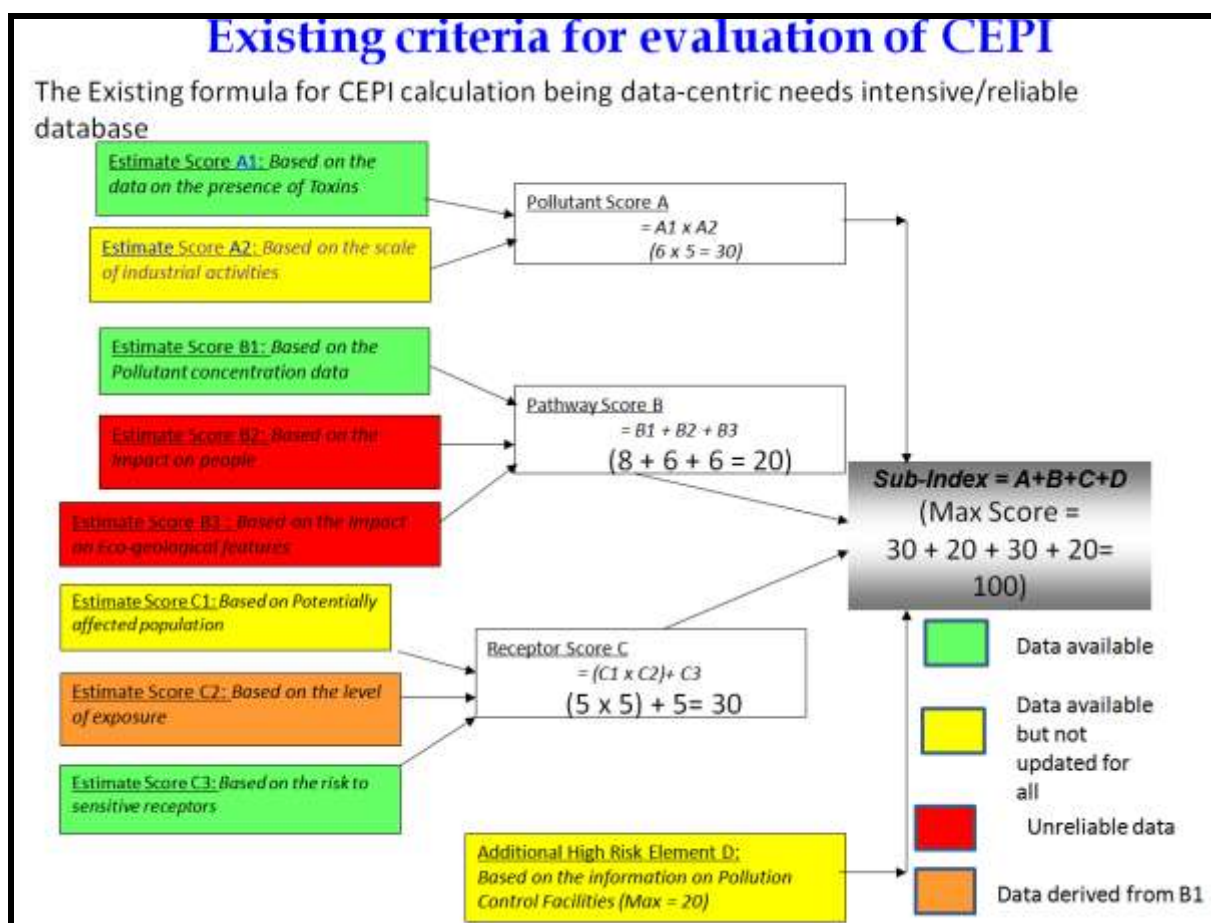 Existing criteria for evaluation of CEPI
The Existing formula for CEPI calculation being data-centric needs intensive/reliable
database
Estimate Score A1: Based on the
data on the presence of Toxins
Estimate Score A2: Based on the scale
of industrial activities
Pollutant Score A
= A1 x A2
(6 x 5 = 30)
Estimate Score B1: Based on the
Pollutant concentration data
Estimate Score B2: Based on the
Impact on people
Estimate Score B3 : Based on the Impact
on Eco-geological features
Pathway Score B
= B1 + B2 + B3
(8 + 6 + 6 = 20)
Estimate Score C1: Based on Potentially
affected population
Estimate Score C2: Based on the level
of exposure
Estimate Score C3: Based on the risk to
sensitive receptors
Receptor Score C
= (C1 x C2)+ C3
(5 x 5) + 5= 30
Additional High Risk Element D:
Based on the information on Pollution
Control Facilities (Max = 20)
Sub-Index = A+B+C+D
(Max Score =
30 + 20 + 30 + 20=
100)
Data available
Data available
but not
updated for
all
Unreliable data
Data derived from B1